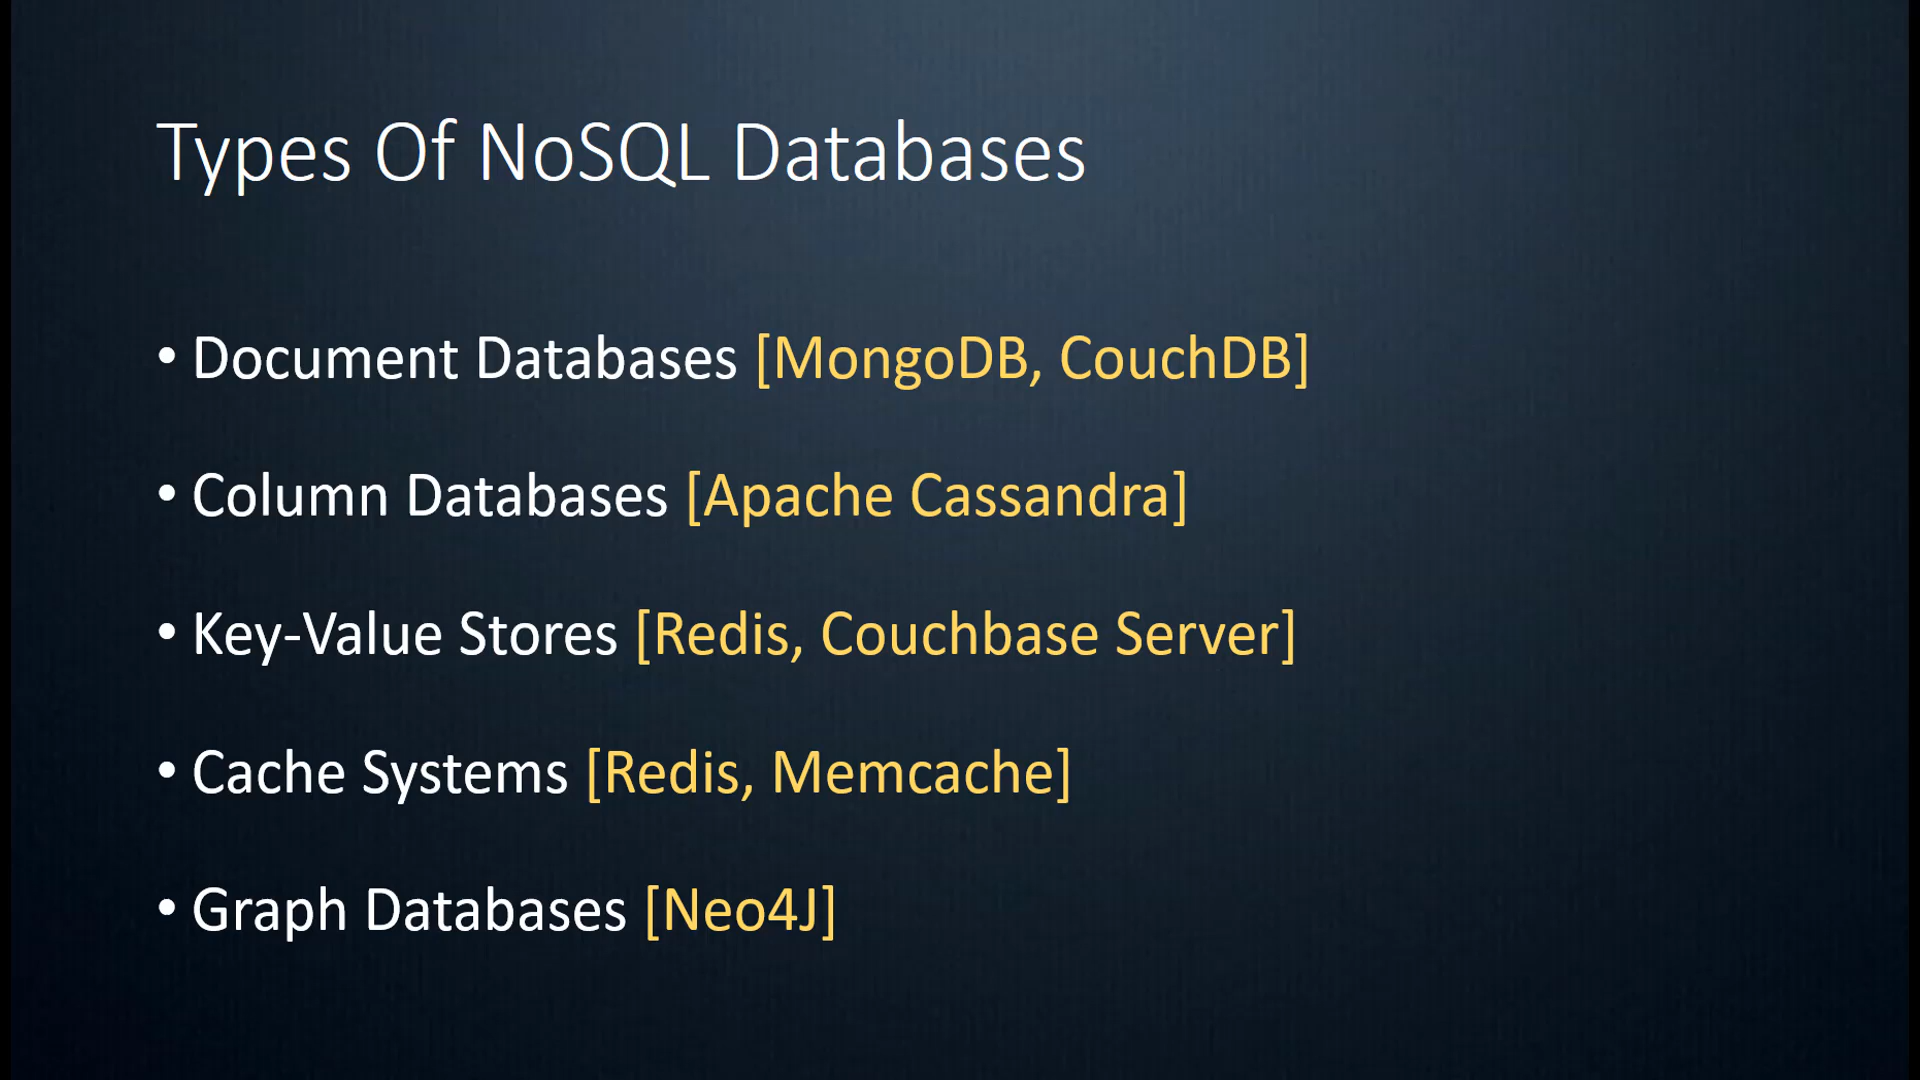 Types Of NoSQL Databases
• Document Databases [MongoDB, CouchDB]
• Column Databases [Apache Cassandra]
• Key-Value Stores [Redis, Couchbase Server]
• Cache Systems [Redis, Memcache]
• Graph Databases [Neo4J]